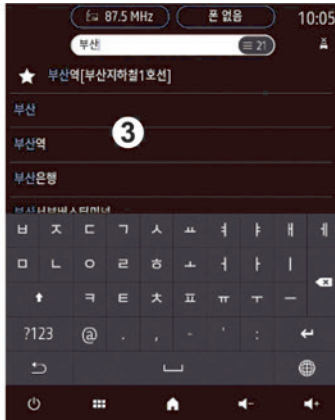 87.5 MHz 폰 없음 10:05
부산 21
부산역[부산지하철1호선]
부산
부산역
3
부산은행
ㅂ ㅈ ㄷ ㄱ ㅅ ㅛ ㅕ ㅑ ㅐ ㅔ
ㅁ ㄴ ㅇ ㄹ ㅎ ㅗ ㅓ ㅏ ㅣ
ㅋ ㅌ ㅊ ㅍ ㅠ ㅜ ㅡ
?123 @ . , - ' :